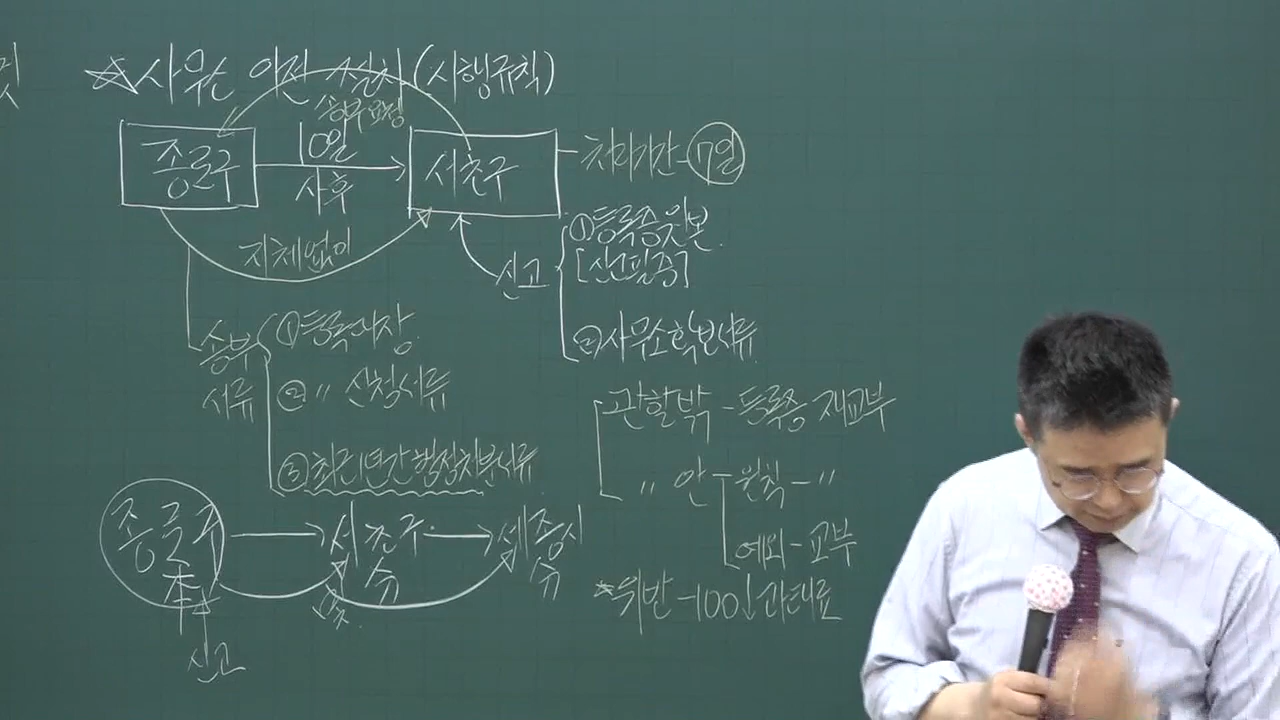 ☆사무소 이전 절차 (시행규칙)
송부요청
10일
종로구
서초구
처리기간-7일
사후
지체없이
신고
①등록증원본
[신고필증]
②사무소확보서류
송부
서류
①등록대장
②〃 신청서류
③최근1년간행정처분서류
관할밖-등록증 재교부
〃 안-원칙-〃
예외-교부
*위반-100↓과태료
종로구
本
서초구
分
세종시
分
신고